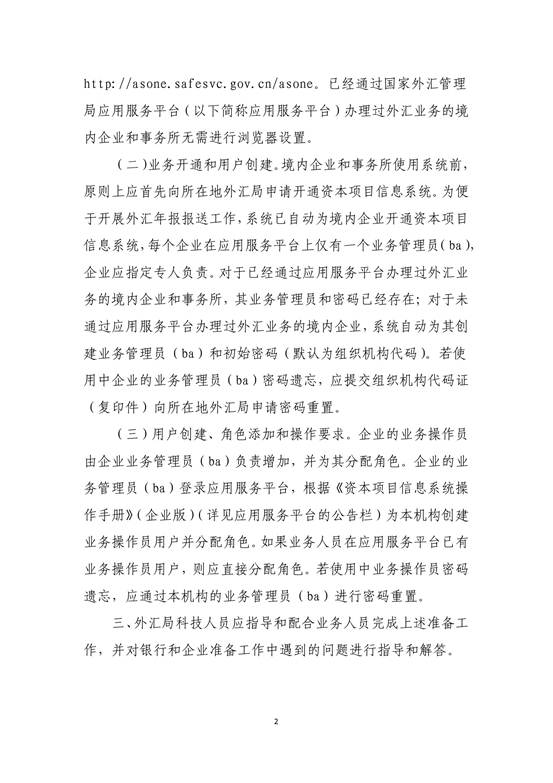 http://asone.safesvc.gov.cn/asone。已经通过国家外汇管理
局应用服务平台（以下简称应用服务平台）办理过外汇业务的境
内企业和事务所无需进行浏览器设置。
（二）业务开通和用户创建。境内企业和事务所使用系统前，
原则上应首先向所在地外汇局申请开通资本项目信息系统。为便
于开展外汇年报报送工作，系统已自动为境内企业开通资本项目
信息系统，每个企业在应用服务平台上仅有一个业务管理员（ba），
企业应指定专人负责。对于已经通过应用服务平台办理过外汇业
务的境内企业和事务所，其业务管理员和密码已经存在；对于未
通过应用服务平台办理过外汇业务的境内企业，系统自动为其创
建业务管理员（ba）和初始密码（默认为组织机构代码）。若使
用中企业的业务管理员（ba）密码遗忘，应提交组织机构代码证
（复印件）向所在地外汇局申请密码重置。
（三）用户创建、角色添加和操作要求。企业的业务操作员
由企业业务管理员（ba）负责增加，并为其分配角色。企业的业
务管理员（ba）登录应用服务平台，根据《资本项目信息系统操
作手册》（企业版）（详见应用服务平台的公告栏）为本机构创建
业务操作员用户并分配角色。如果业务人员在应用服务平台已有
业务操作员用户，则应直接分配角色。若使用中业务操作员密码
遗忘，应通过本机构的业务管理员（ba）进行密码重置。
三、外汇局科技人员应指导和配合业务人员完成上述准备工
作，并对银行和企业准备工作中遇到的问题进行指导和解答。
2